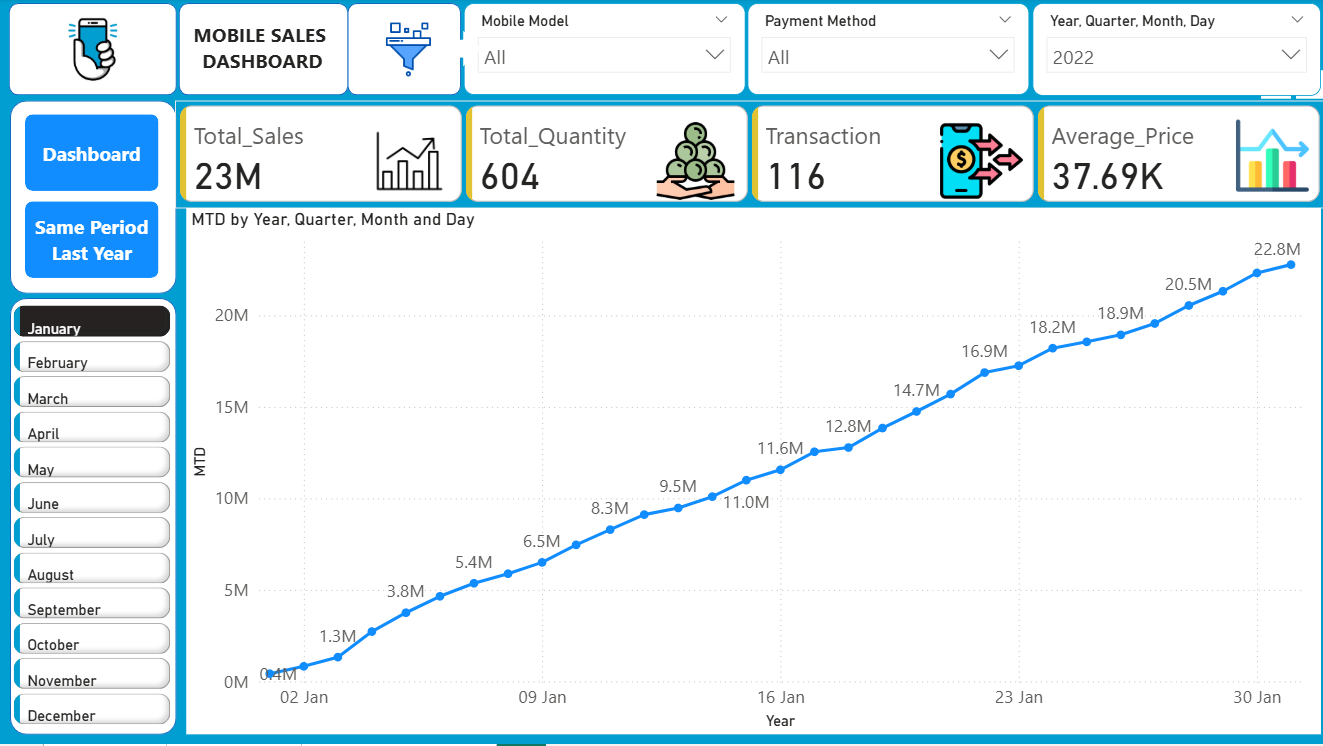 MOBILE SALES
DASHBOARD
Mobile Model
All
Payment Method
All
Year, Quarter, Month, Day
2022
Dashboard
Same Period
Last Year
Total_Sales
23M
Total_Quantity
604
Transaction
116
$
Average_Price
37.69K
January
February
March
April
May
June
July
August
September
October
November
December
MTD by Year, Quarter, Month and Day
MTD
20M
15M
10M
5M
0M
0.4M
1.3M
3.8M
5.4M
6.5M
8.3M
9.5M
11.0M
11.6M
12.8M
14.7M
16.9M
18.2M
18.9M
20.5M
22.8M
02 Jan
09 Jan
16 Jan
23 Jan
30 Jan
Year